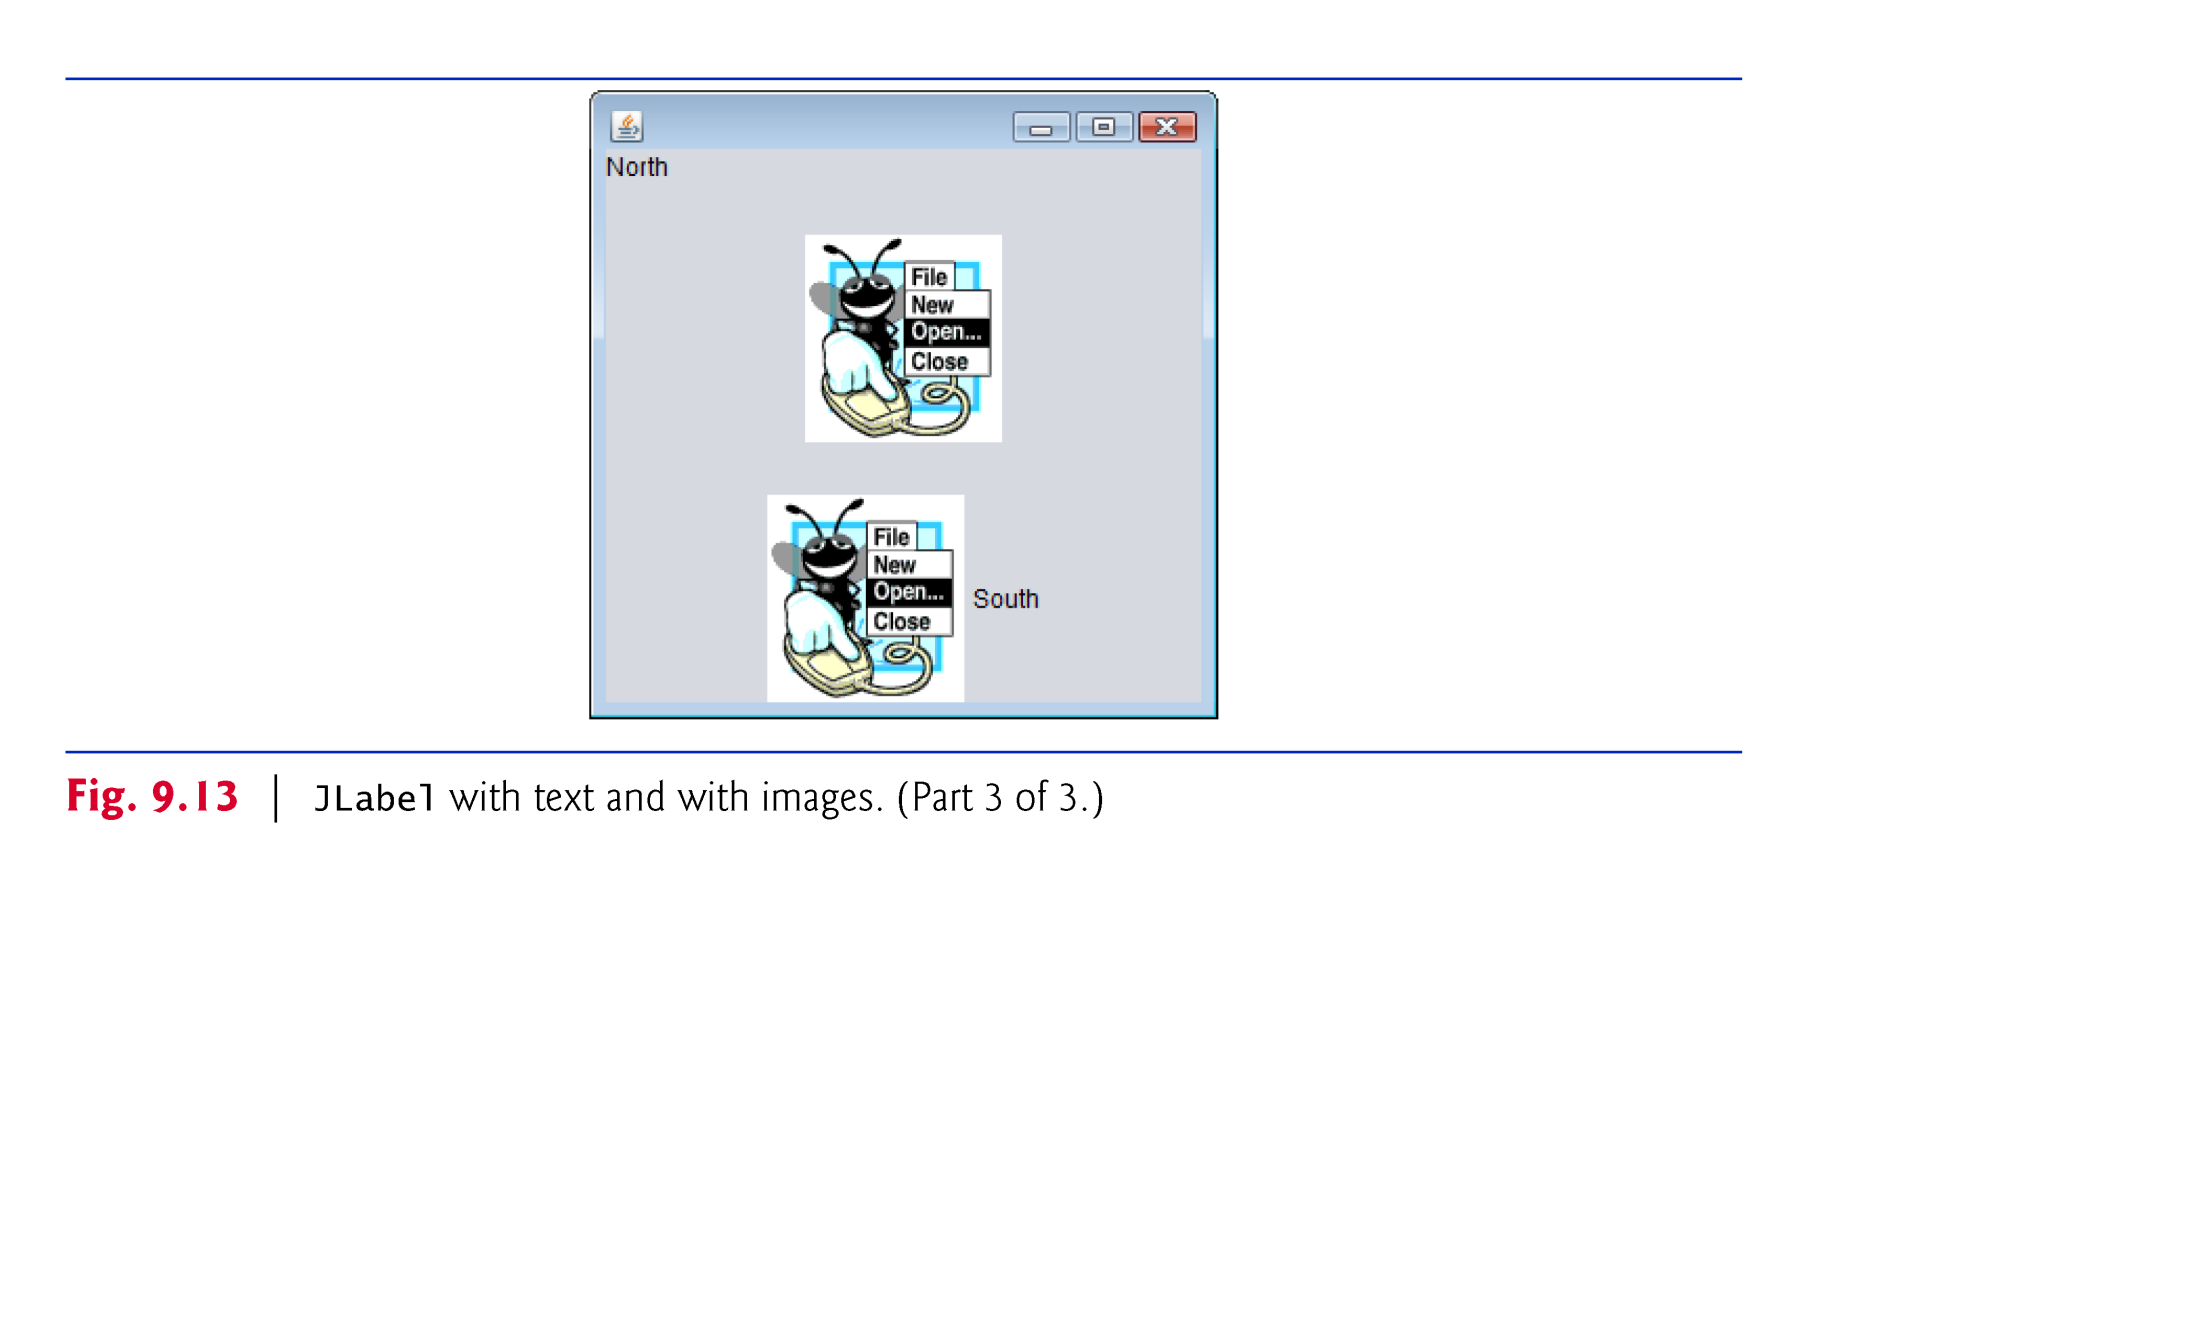 North
File
New
Open...
Close
File
New
Open...
Close
South
Fig. 9.13 | JLabel with text and with images. (Part 3 of 3.)